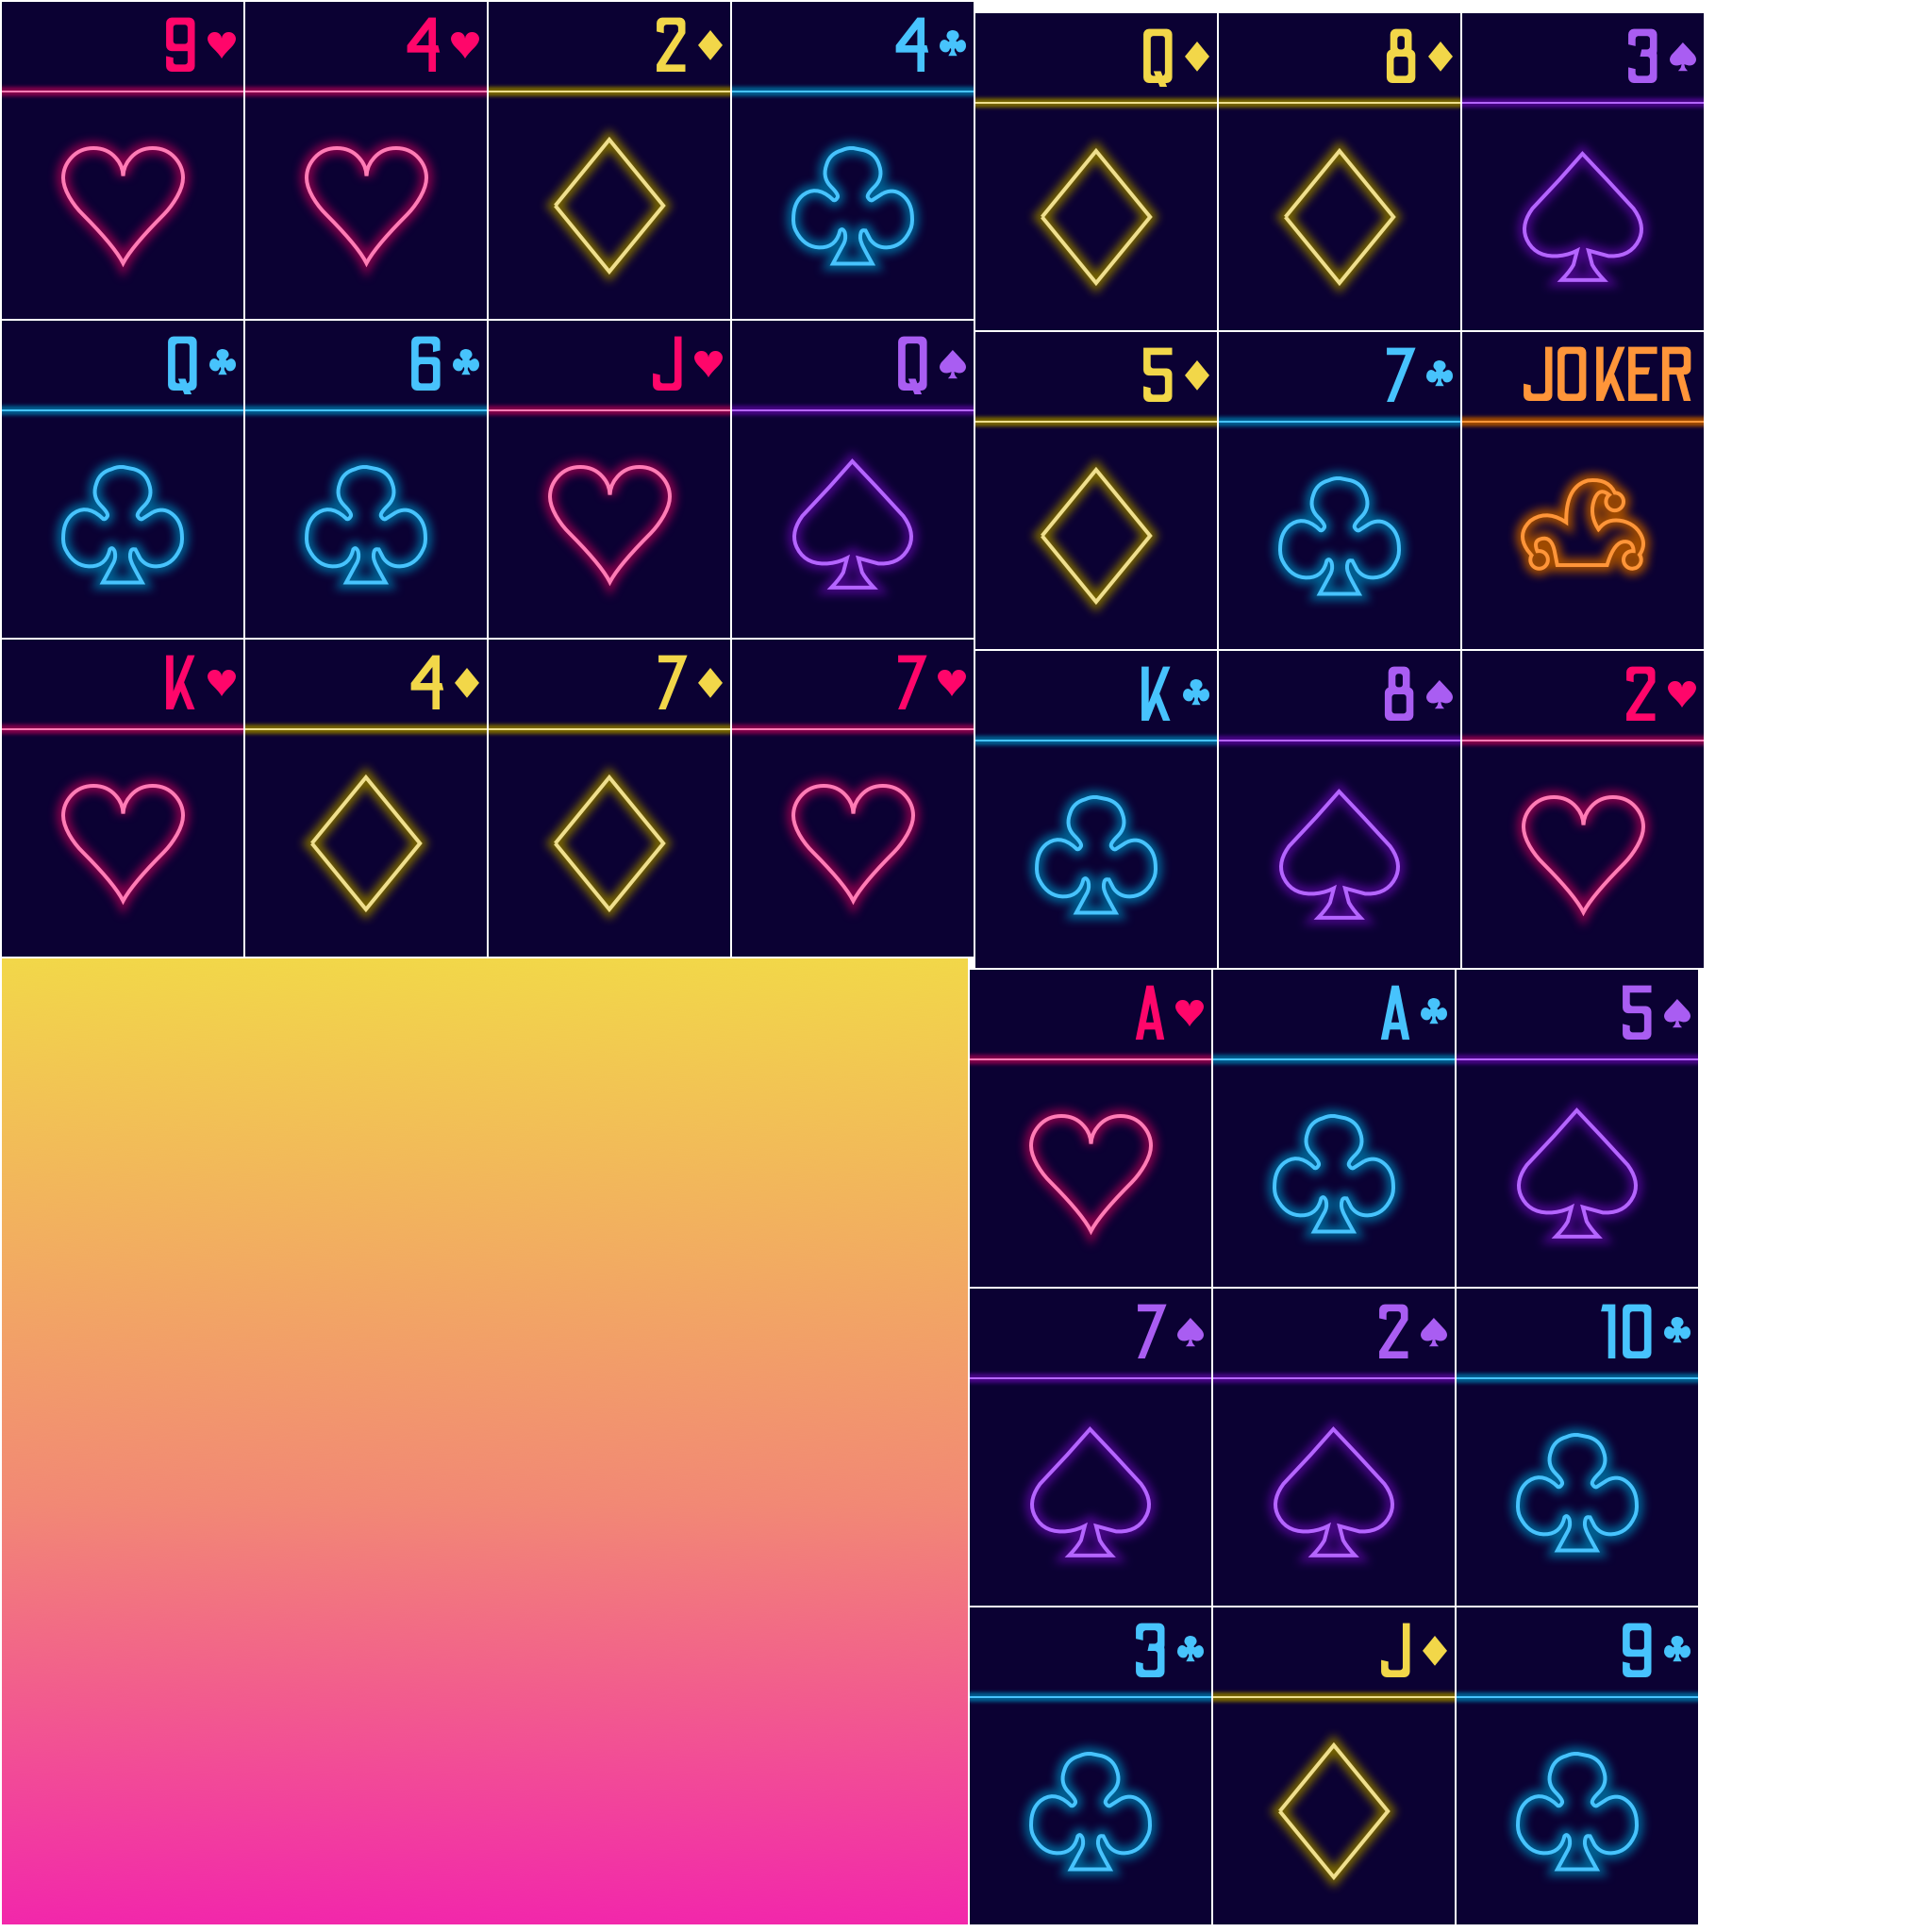 9♥ 4♥ 2♦ 4♣ Q♦ 8♦ 3♠
Q♣ 6♣ J♥ Q♠ 5♦ 7♣ JOKER
K♥ 4♦ 7♦ 7♥ K♣ 8♠ 2♥
A♥ A♣ 5♠
7♠ 2♠ 10♣
3♣ J♦ 9♣